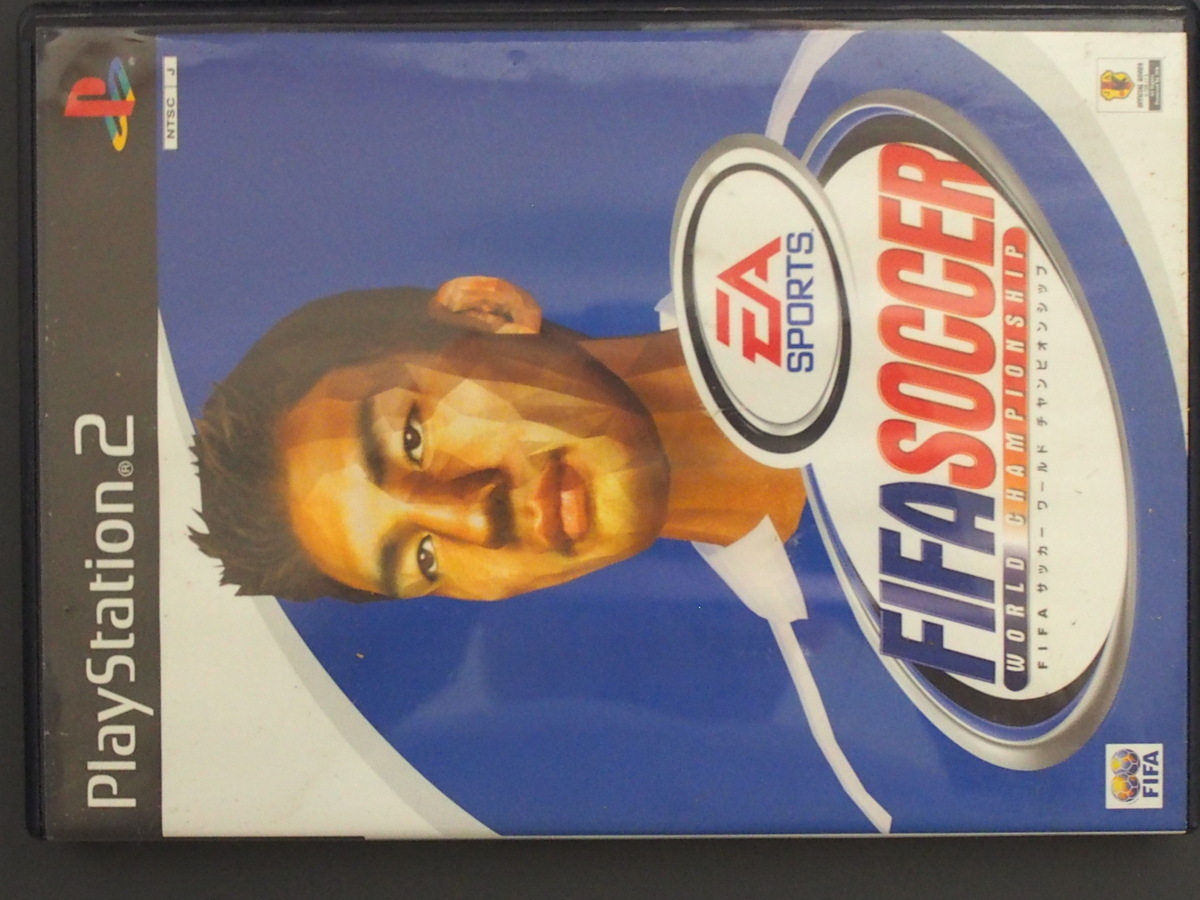 PlayStation®2
NTSC J
EA
SPORTS
FIFA SOCCER
WORLD CHAMPIONSHIP
FIFA サッカー ワールド チャンピオンシップ
FIFA